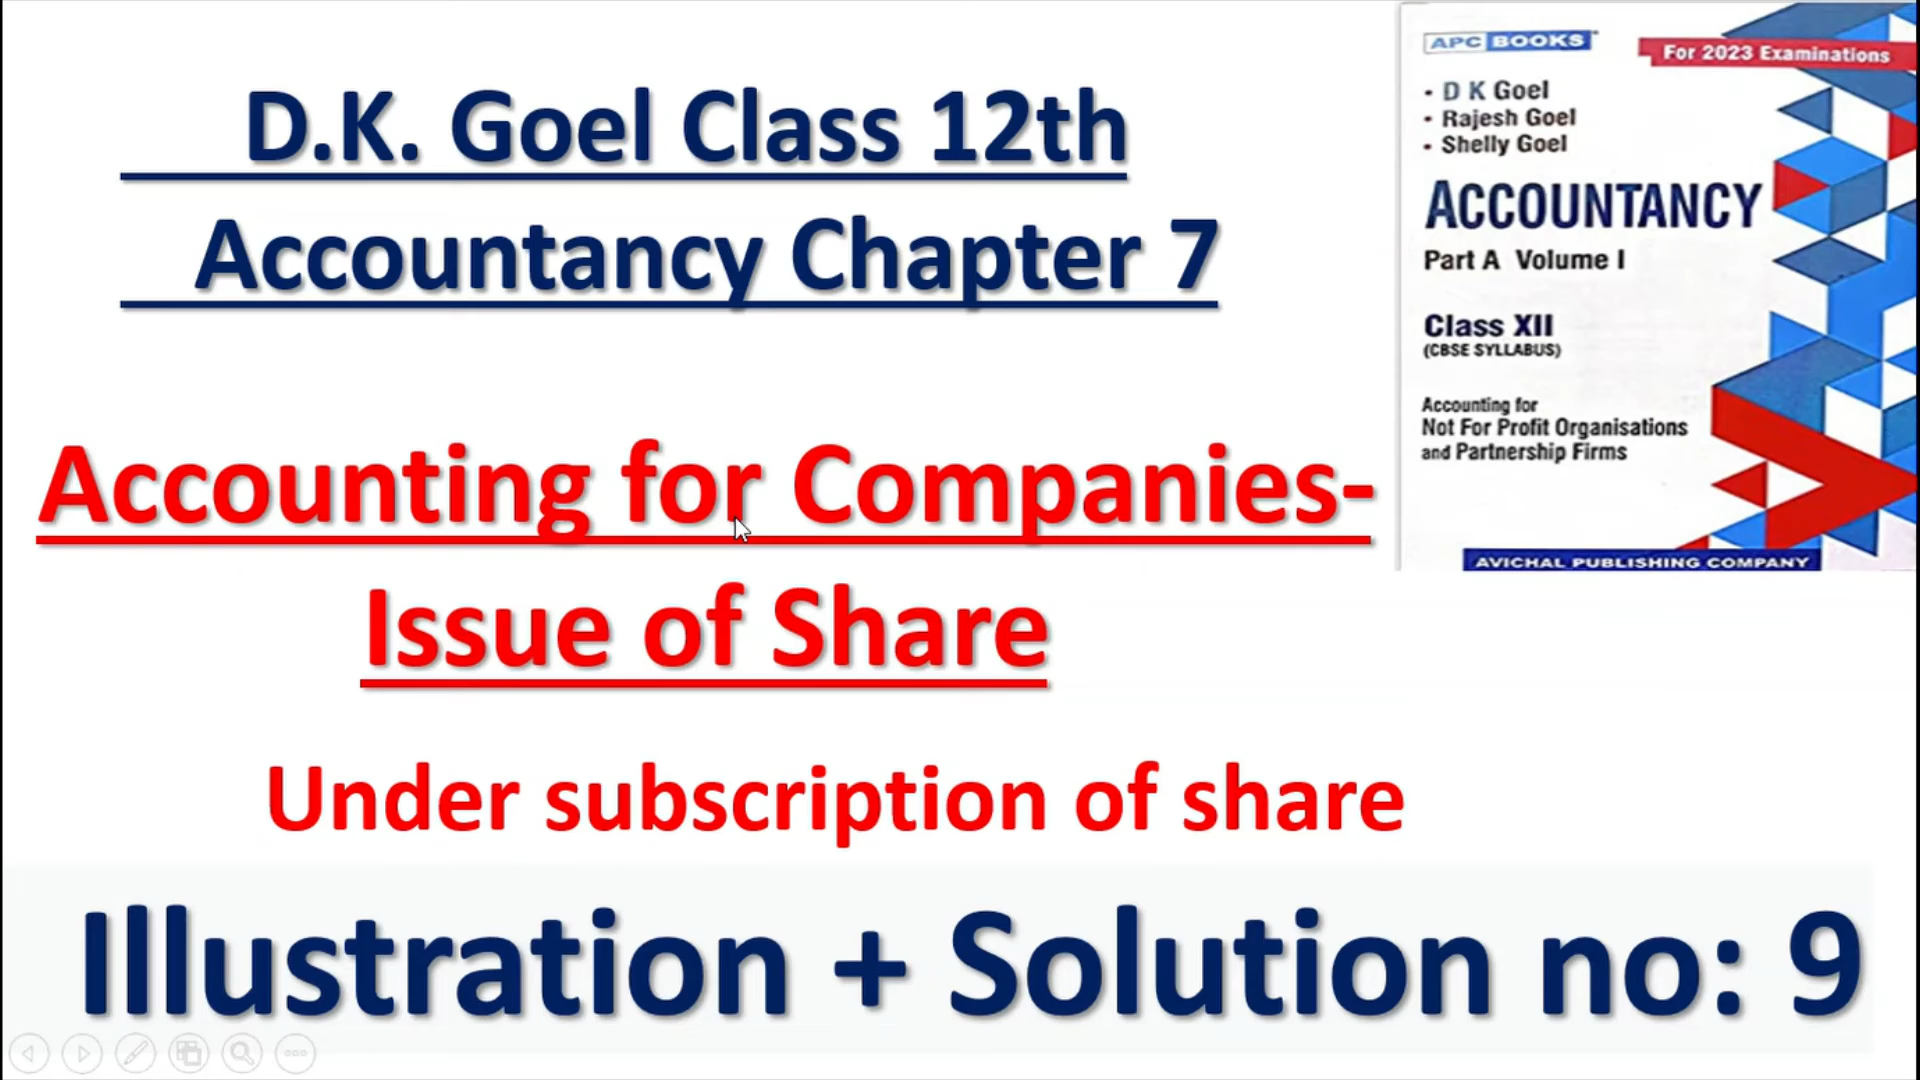 D.K. Goel Class 12th
Accountancy Chapter 7
Accounting for Companies-
Issue of Share
Under subscription of share
Illustration + Solution no: 9
APC BOOKS
For 2023 Examinations
• D K Goel
• Rajesh Goel
• Shelly Goel
ACCOUNTANCY
Part A Volume I
Class XII
(CBSE SYLLABUS)
Accounting for
Not For Profit Organisations
and Partnership Firms
AVICHAL PUBLISHING COMPANY